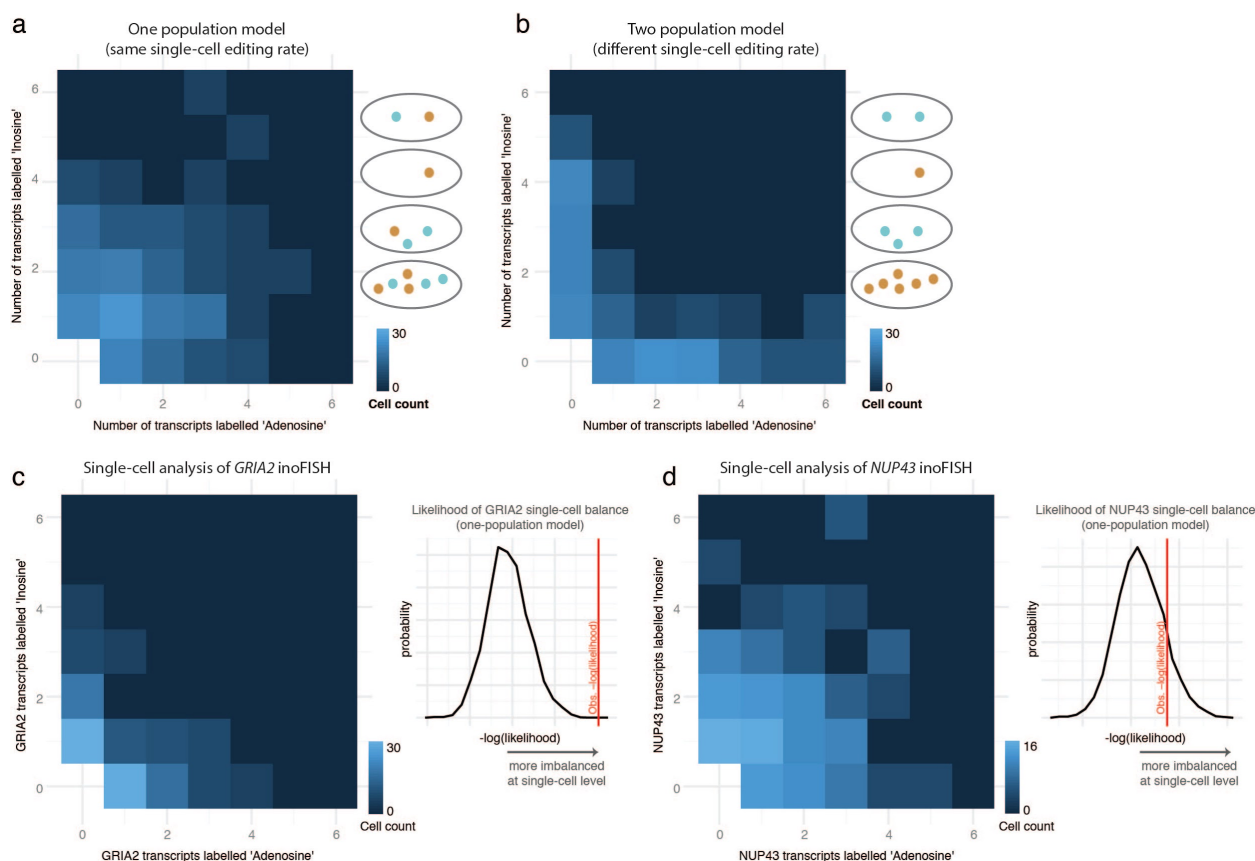 a
One population model
(same single-cell editing rate)
Number of transcripts labelled 'Inosine'
6
4
2
0
0
2
4
6
Number of transcripts labelled 'Adenosine'
30
0
Cell count
b
Two population model
(different single-cell editing rate)
Number of transcripts labelled 'Inosine'
6
4
2
0
0
2
4
6
Number of transcripts labelled 'Adenosine'
30
0
Cell count
c
Single-cell analysis of GRIA2 inoFISH
GRIA2 transcripts labelled 'Inosine'
6
4
2
0
0
2
4
6
GRIA2 transcripts labelled 'Adenosine'
30
0
Cell count
Likelihood of GRIA2 single-cell balance
(one-population model)
probability
Obs. -log(likelihood)
-log(likelihood)
more imbalanced
at single-cell level
d
Single-cell analysis of NUP43 inoFISH
NUP43 transcripts labelled 'Inosine'
6
4
2
0
0
2
4
6
NUP43 transcripts labelled 'Adenosine'
16
0
Cell count
Likelihood of NUP43 single-cell balance
(one-population model)
probability
Obs. -log(likelihood)
-log(likelihood)
more imbalanced
at single-cell level